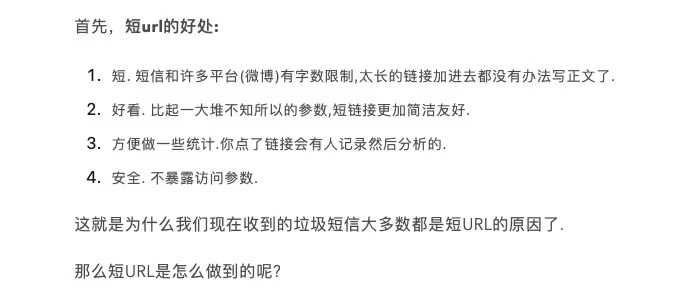 首先，短url的好处:
1. 短. 短信和许多平台(微博)有字数限制,太长的链接加进去都没有办法写正文了.
2. 好看. 比起一大堆不知所以的参数,短链接更加简洁友好.
3. 方便做一些统计.你点了链接会有人记录然后分析的.
4. 安全. 不暴露访问参数.
这就是为什么我们现在收到的垃圾短信大多数都是短URL的原因了.
那么短URL是怎么做到的呢?